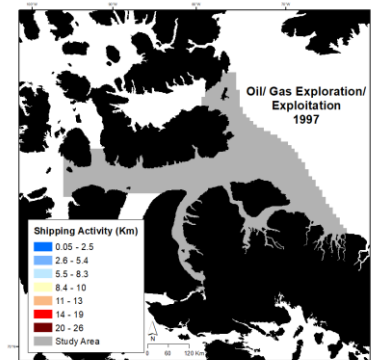 Oil/ Gas Exploration/
Exploitation
1997
Shipping Activity (Km)
0.05 - 2.5
2.6 - 5.4
5.5 - 8.3
8.4 - 10
11 - 13
14 - 19
20 - 26
Study Area
N
0 60 120 Km